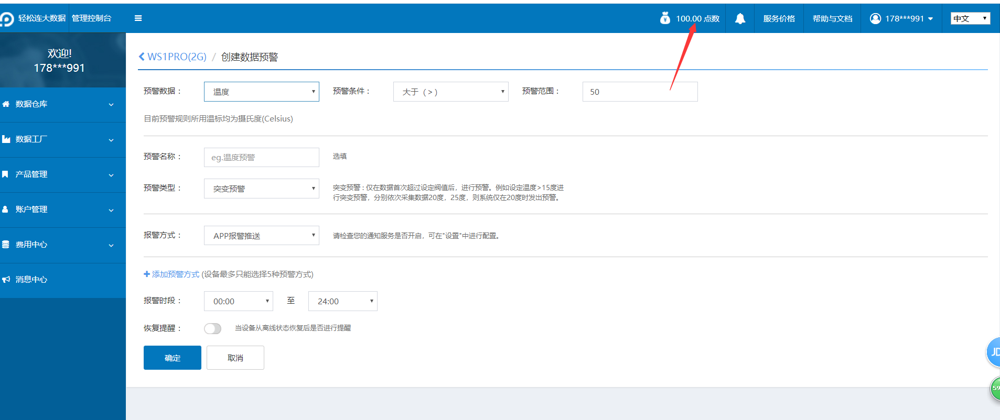 轻松连大数据 管理控制台 100.00 点数 服务价格 帮助与文档 178***991 中文
欢迎!
178***991
数据仓库
数据工厂
产品管理
账户管理
费用中心
消息中心
WS1PRO(2G) / 创建数据预警
预警数据： 温度 预警条件： 大于（>） 预警范围： 50
目前预警规则所用温标均为摄氏度(Celsius)
预警名称： eg.温度预警 选填
预警类型： 突变预警 突变预警：仅在数据首次超过设定阀值后，进行预警。例如设定温度>15度进
行突变预警，分别依次采集数据20度，25度，则系统仅在20度时发出预警。
报警方式： APP报警推送 请检查您的通知服务是否开启，可在"设置"中进行配置。
添加预警方式 (设备最多只能选择5种预警方式)
报警时段： 00:00 至 24:00
恢复提醒： 当设备从离线状态恢复后是否进行提醒
确定 取消
JD
59